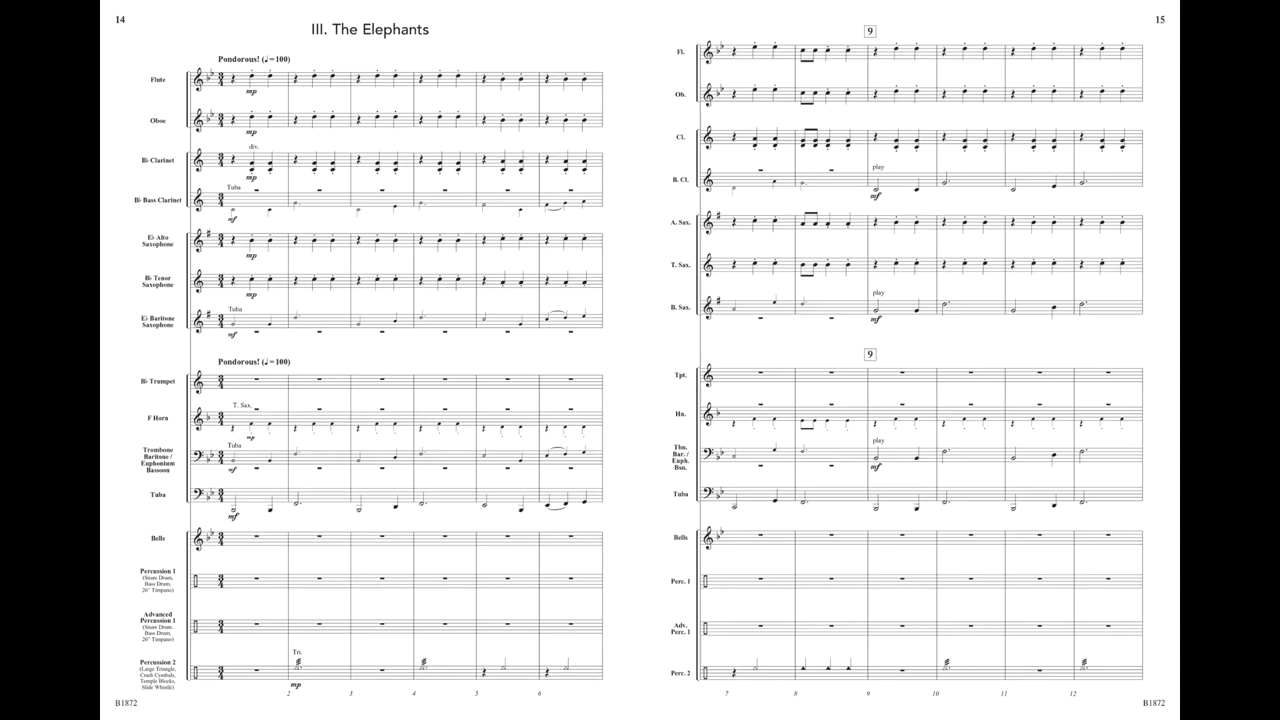 14
III. The Elephants
Pondorous! (♩=100)
Flute
mp
Oboe
mp
div.
B♭ Clarinet
mp
Tuba
B♭ Bass Clarinet
mf
E♭ Alto
Saxophone
mp
B♭ Tenor
Saxophone
mp
Tuba
E♭ Baritone
Saxophone
mf
Pondorous! (♩=100)
B♭ Trumpet
T. Sax.
F Horn
mp
Tuba
Trombone
Baritone /
Euphonium
Bassoon
mf
Tuba
mf
Bells
Percussion 1
(Snare Drum,
Bass Drum,
26" Timpano)
Advanced
Percussion 1
(Snare Drum
Bass Drum,
26" Timpano)
Tri.
Percussion 2
(Large Triangle,
Crash Cymbals,
Temple Blocks,
Slide Whistle)
mp
2 3 4 5 6
B1872
15
9
Fl.
Ob.
Cl.
play
B. Cl.
mf
A. Sax.
T. Sax.
play
B. Sax.
mf
9
Tpt.
Hn.
play
Tbn.
Bar. /
Euph.
Bsn.
mf
Tuba
Bells
Perc. 1
Adv.
Perc. 1
Perc. 2
7 8 9 10 11 12
B1872